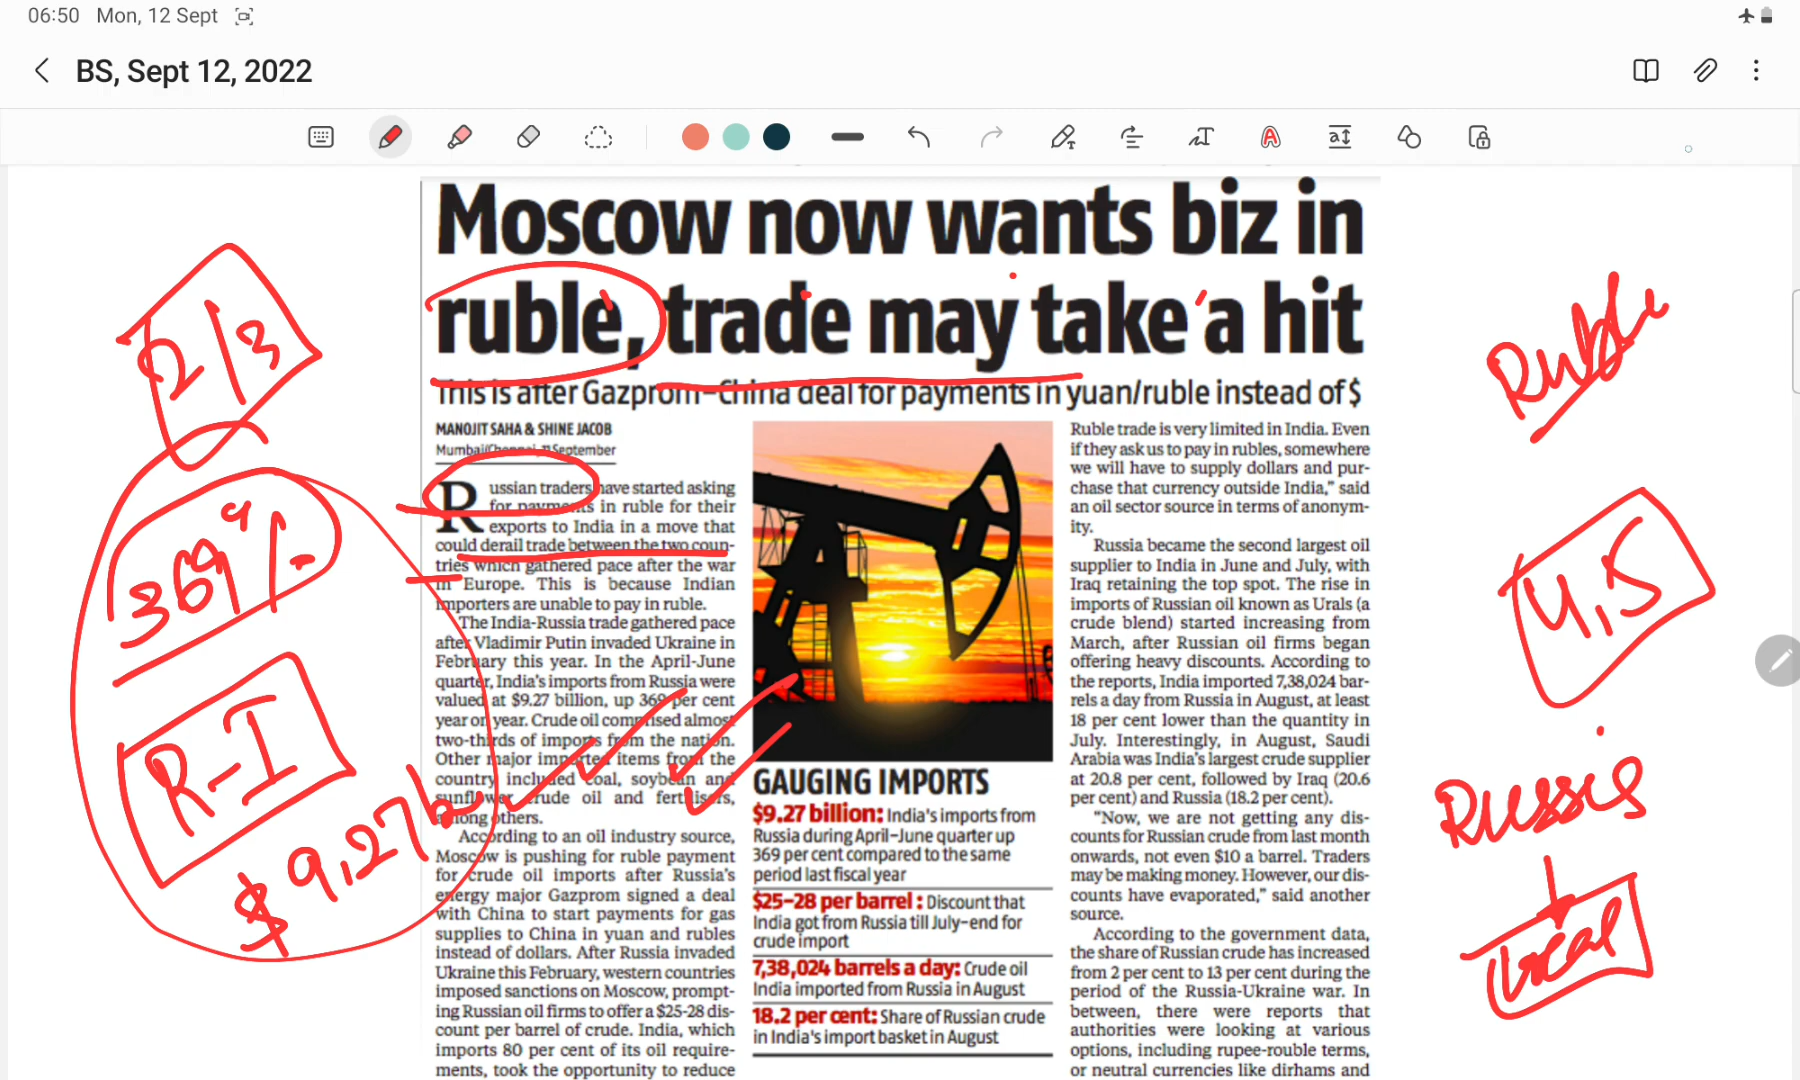 06:50 Mon, 12 Sept
BS, Sept 12, 2022
Moscow now wants biz in
ruble, trade may take a hit
This is after Gazprom-China deal for payments in yuan/ruble instead of $
MANOJIT SAHA & SHINE JACOB
Mumbai/Chennai, 11 September
Russian traders have started asking
for payments in ruble for their
exports to India in a move that
could derail trade between the two coun-
tries which gathered pace after the war
in Europe. This is because Indian
importers are unable to pay in ruble.
The India-Russia trade gathered pace
after Vladimir Putin invaded Ukraine in
February this year. In the April-June
quarter, India's imports from Russia were
valued at $9.27 billion, up 369 per cent
year on year. Crude oil comprised almost
two-thirds of imports from the nation.
Other major imported items from the
country included coal, soybean and
sunflower crude oil and fertilisers,
among others.
According to an oil industry source,
Moscow is pushing for ruble payment
for crude oil imports after Russia's
energy major Gazprom signed a deal
with China to start payments for gas
supplies to China in yuan and rubles
instead of dollars. After Russia invaded
Ukraine this February, western countries
imposed sanctions on Moscow, prompt-
ing Russian oil firms to offer a $25-28 dis-
count per barrel of crude. India, which
imports 80 per cent of its oil require-
ments, took the opportunity to reduce
GAUGING IMPORTS
$9.27 billion: India's imports from
Russia during April-June quarter up
369 per cent compared to the same
period last fiscal year
$25-28 per barrel : Discount that
India got from Russia till July-end for
crude import
7,38,024 barrels a day: Crude oil
India imported from Russia in August
18.2 per cent: Share of Russian crude
in India's import basket in August
Ruble trade is very limited in India. Even
if they ask us to pay in rubles, somewhere
we will have to supply dollars and pur-
chase that currency outside India," said
an oil sector source in terms of anonym-
ity.
Russia became the second largest oil
supplier to India in June and July, with
Iraq retaining the top spot. The rise in
imports of Russian oil known as Urals (a
crude blend) started increasing from
March, after Russian oil firms began
offering heavy discounts. According to
the reports, India imported 7,38,024 bar-
rels a day from Russia in August, at least
18 per cent lower than the quantity in
July. Interestingly, in August, Saudi
Arabia was India's largest crude supplier
at 20.8 per cent, followed by Iraq (20.6
per cent) and Russia (18.2 per cent).
"Now, we are not getting any dis-
counts for Russian crude from last month
onwards, not even $10 a barrel. Traders
may be making money. However, our dis-
counts have evaporated," said another
source.
According to the government data,
the share of Russian crude has increased
from 2 per cent to 13 per cent during the
period of the Russia-Ukraine war. In
between, there were reports that
authorities were looking at various
options, including rupee-rouble terms,
or neutral currencies like dirhams and
2/3
369%
R-I
$9.27b
Ruble
Russia
Local